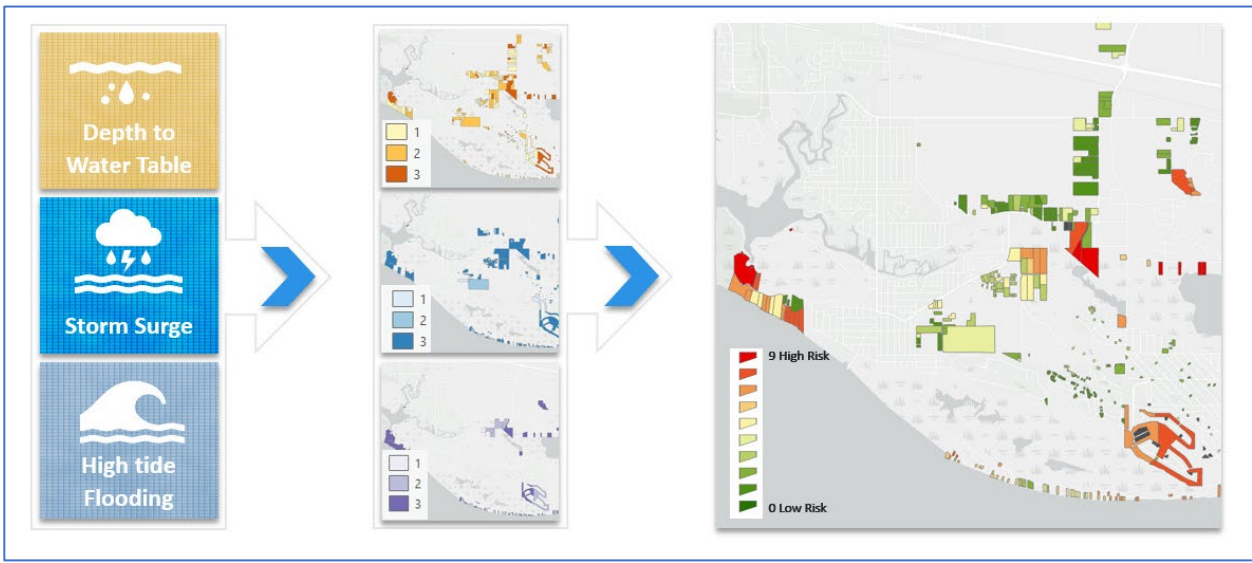 Depth to
Water Table
Storm Surge
High tide
Flooding
1
2
3
1
2
3
1
2
3
9 High Risk
0 Low Risk